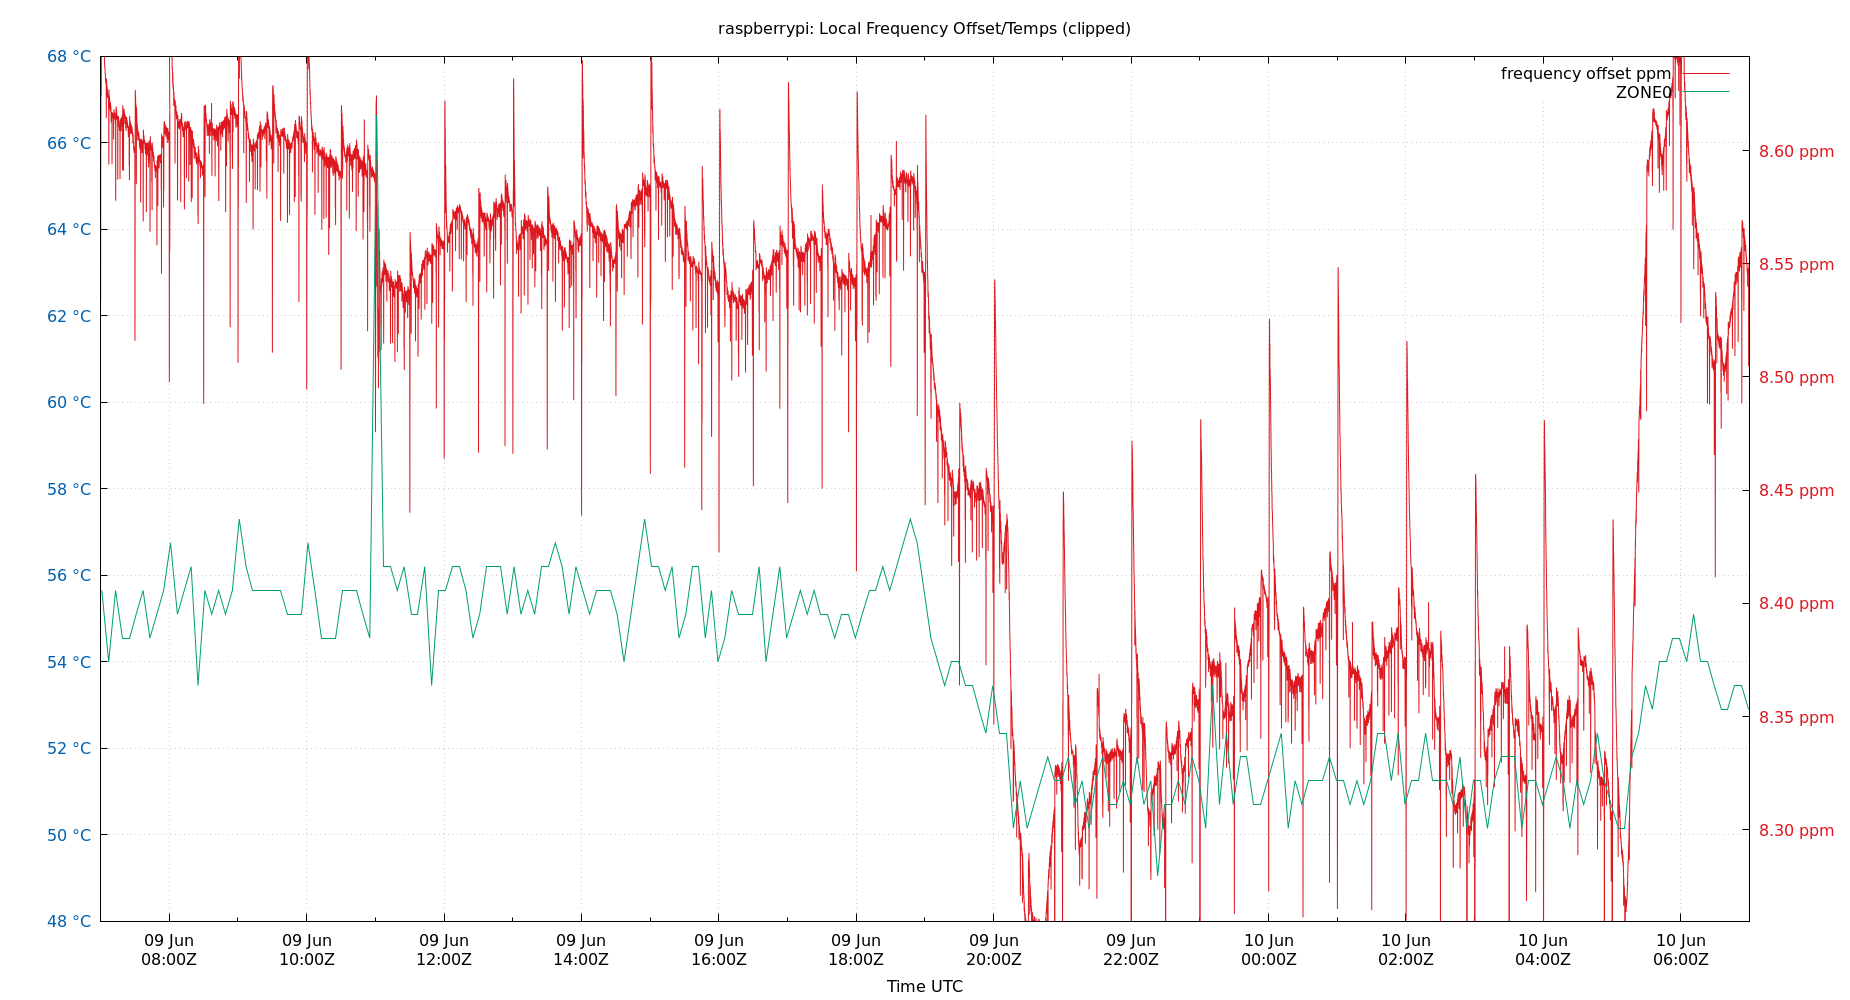 raspberrypi: Local Frequency Offset/Temps (clipped)
68 °C
66 °C
64 °C
62 °C
60 °C
58 °C
56 °C
54 °C
52 °C
50 °C
48 °C
frequency offset ppm
ZONE0
8.60 ppm
8.55 ppm
8.50 ppm
8.45 ppm
8.40 ppm
8.35 ppm
8.30 ppm
09 Jun 09 Jun 09 Jun 09 Jun 09 Jun 09 Jun 09 Jun 09 Jun 10 Jun 10 Jun 10 Jun 10 Jun
08:00Z 10:00Z 12:00Z 14:00Z 16:00Z 18:00Z 20:00Z 22:00Z 00:00Z 02:00Z 04:00Z 06:00Z
Time UTC